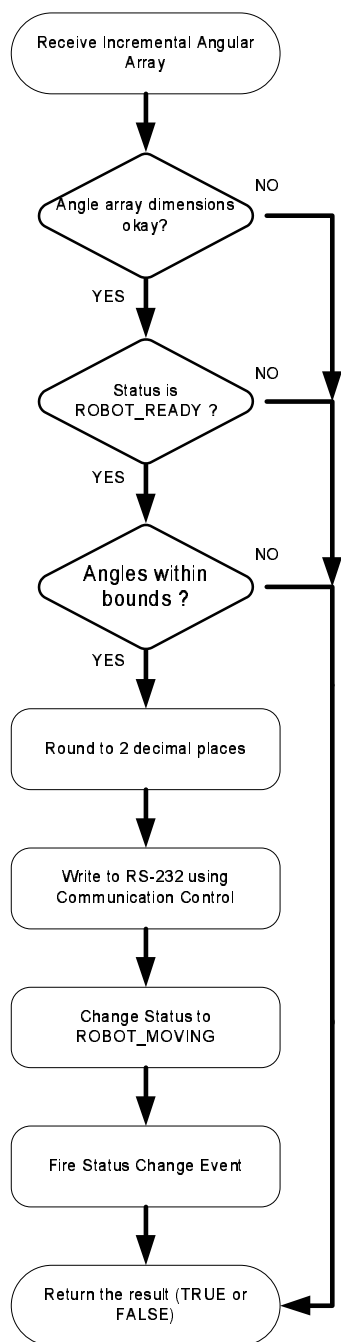 Receive Incremental Angular
Array
NO
Angle array dimensions
okay?
YES
NO
Status is
ROBOT_READY ?
YES
NO
Angles within
bounds ?
YES
Round to 2 decimal places
Write to RS-232 using
Communication Control
Change Status to
ROBOT_MOVING
Fire Status Change Event
Return the result (TRUE or
FALSE)